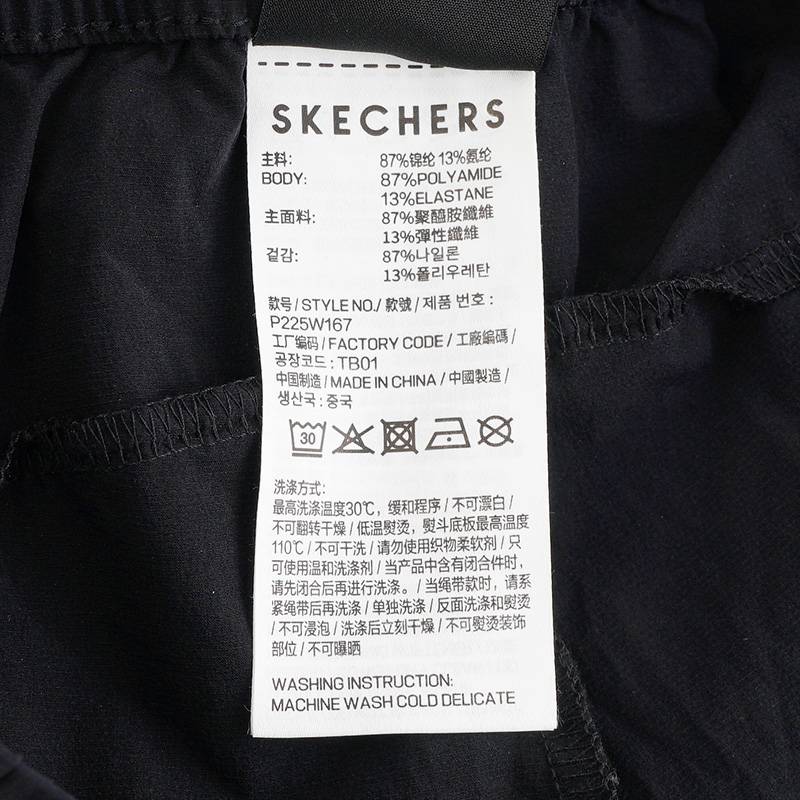 SKECHERS
主料: 87%锦纶 13%氨纶
BODY: 87%POLYAMIDE
13%ELASTANE
主面料: 87%聚醯胺纖維
13%彈性纖維
겉감: 87%나일론
13%폴리우레탄
款号/STYLE NO./款號/제품 번호:
P225W167
工厂编码/FACTORY CODE/工廠編碼/
공장코드: TB01
中国制造/MADE IN CHINA/中國製造/
생산국: 중국
30
洗涤方式:
最高洗涤温度30℃, 缓和程序/不可漂白/
不可翻转干燥/低温熨烫, 熨斗底板最高温度
110℃/不可干洗/请勿使用织物柔软剂/只
可使用温和洗涤剂/当产品中含有闭合件时,
请先闭合后再进行洗涤。/当绳带款时, 请系
紧绳带后再洗涤/单独洗涤/反面洗涤和熨烫
/不可浸泡/洗涤后立刻干燥/不可熨烫装饰
部位/不可曝晒
WASHING INSTRUCTION:
MACHINE WASH COLD DELICATE